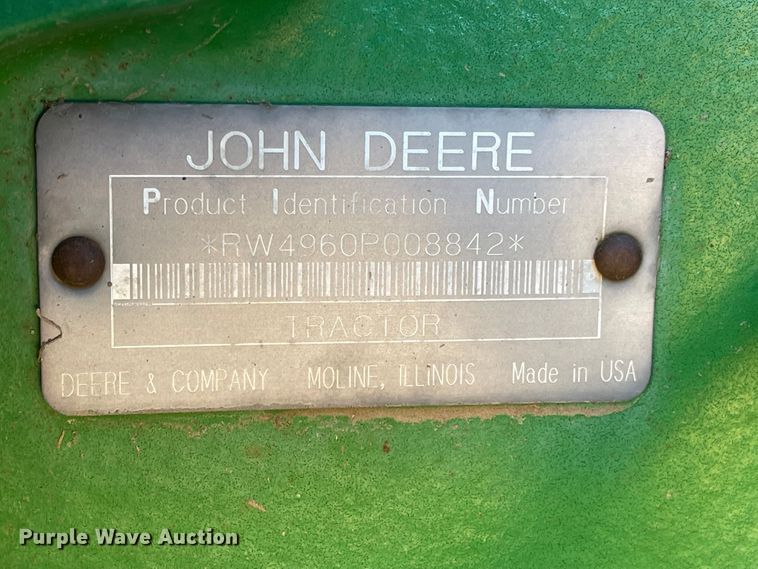 JOHN DEERE
Product Identification Number
*RW4960P008842*
TRACTOR
DEERE & COMPANY MOLINE, ILLINOIS Made in USA
Purple Wave Auction